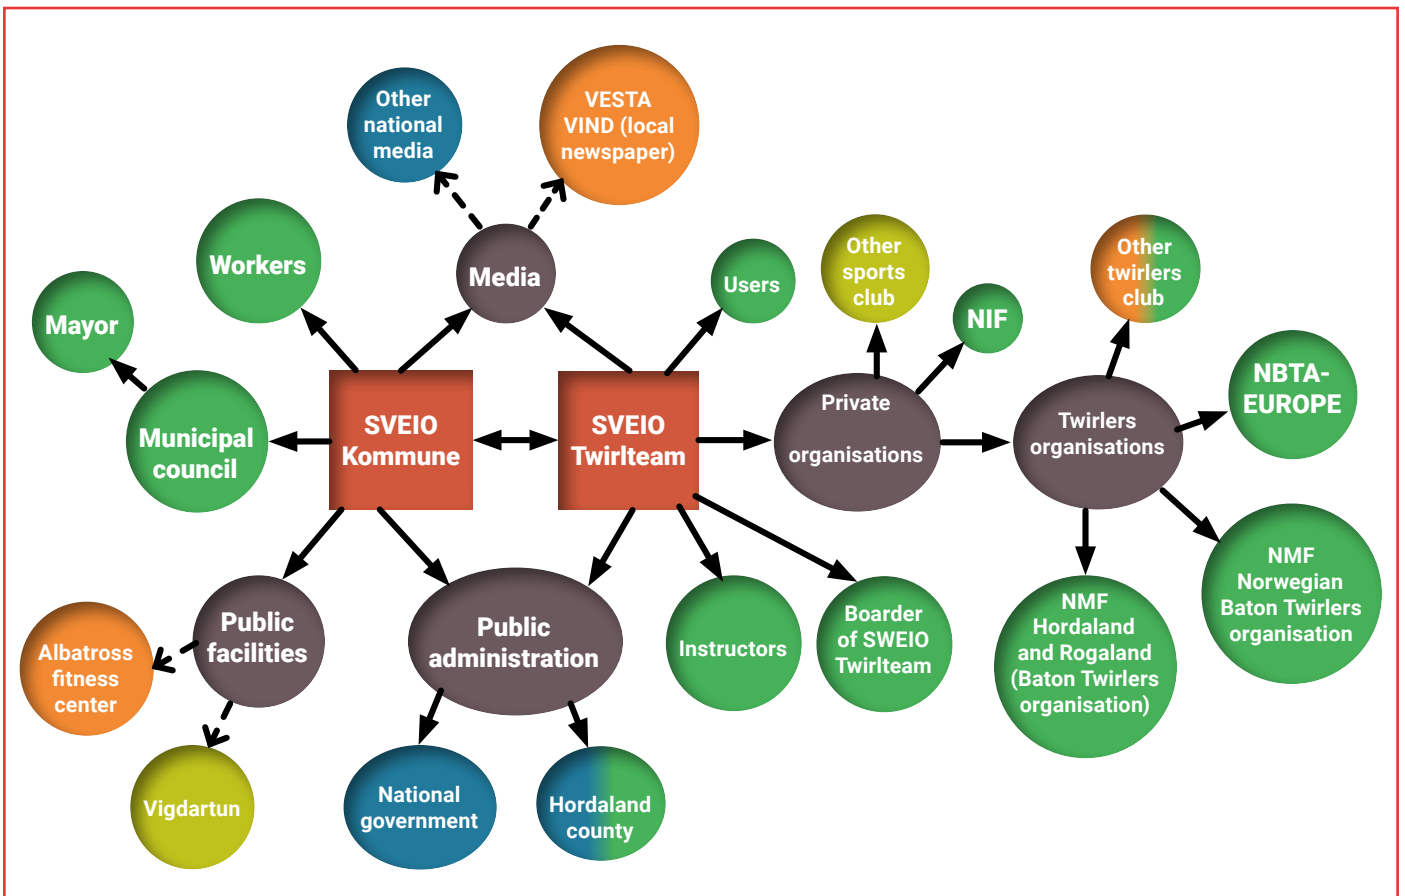 Other
national
media
VESTA
VIND (local
newspaper)
Workers
Media
Users
Other
sports
club
Other
twirlers
club
Mayor
NIF
NBTA-
EUROPE
Municipal
council
SVEIO
Kommune
SVEIO
Twirlteam
Private
organisations
Twirlers
organisations
NMF
Norwegian
Baton Twirlers
organisation
Albatross
fitness
center
Public
facilities
Public
administration
Instructors
Boarder
of SWEIO
Twirlteam
NMF
Hordaland
and Rogaland
(Baton Twirlers
organisation)
Vigdartun
National
government
Hordaland
county